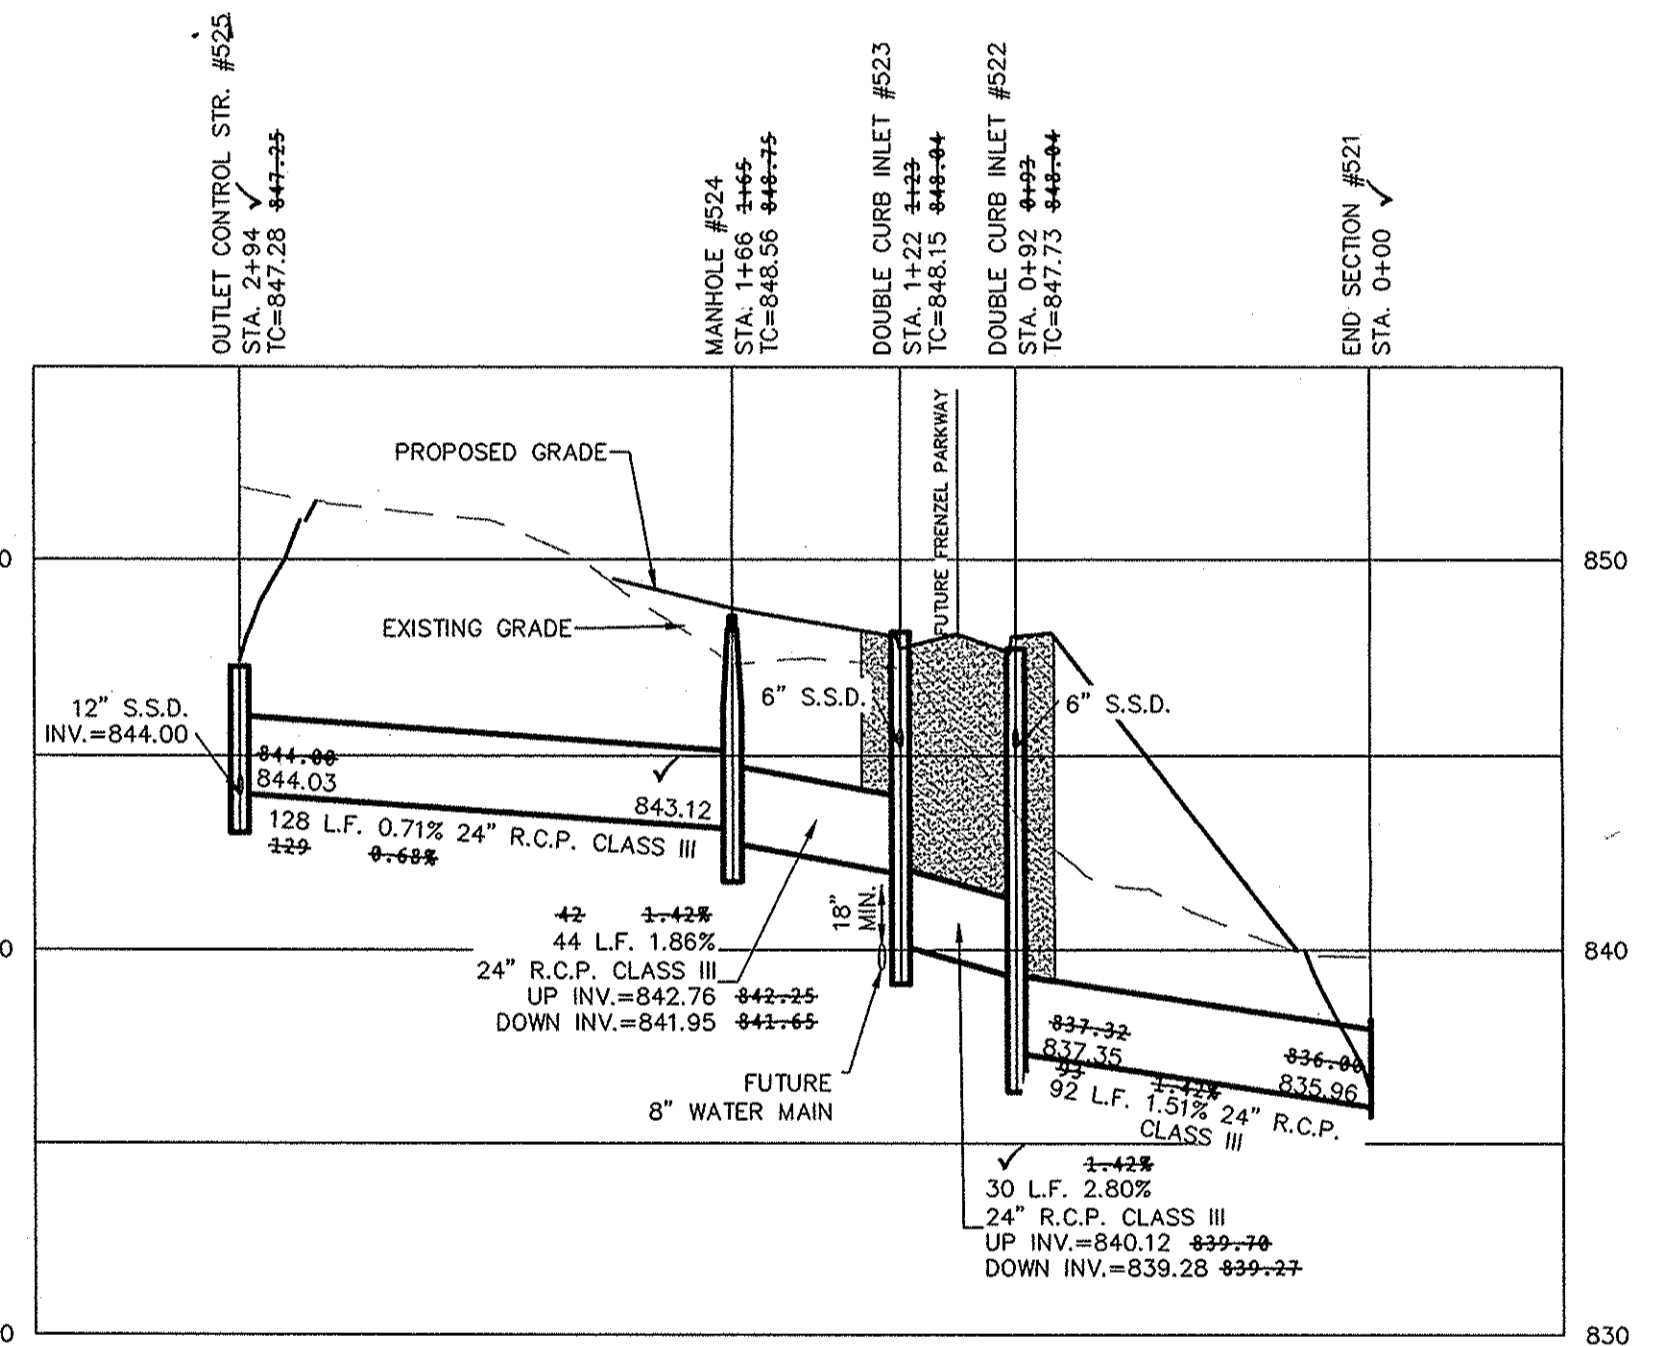 OUTLET CONTROL STR. #525
STA. 2+94
TC=847.28 847.25
MANHOLE #524
STA. 1+66 1+65
TC=848.56 848.75
DOUBLE CURB INLET #523
STA. 1+22 1+23
TC=848.15 848.04
DOUBLE CURB INLET #522
STA. 0+92 0+93
TC=847.73 848.04
END SECTION #521
STA. 0+00
PROPOSED GRADE
FUTURE FRENZEL PARKWAY
0
850
EXISTING GRADE
6" S.S.D.
6" S.S.D.
12" S.S.D.
INV.=844.00
844.00
844.03
843.12
128 L.F. 0.71% 24" R.C.P. CLASS III
129 0.68%
18"
MIN.
42 1.42%
44 L.F. 1.86%
24" R.C.P. CLASS III
UP INV.=842.76 842.25
DOWN INV.=841.95 841.65
0
840
837.32
837.35
836.00
835.96
93 1.42%
92 L.F. 1.51% 24" R.C.P.
CLASS III
FUTURE
8" WATER MAIN
1.42%
30 L.F. 2.80%
24" R.C.P. CLASS III
UP INV.=840.12 839.70
DOWN INV.=839.28 839.27
0
830